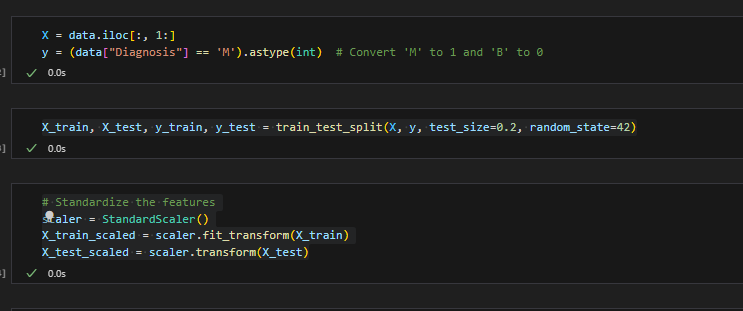 X = data.iloc[:, 1:]
y = (data["Diagnosis"] == 'M').astype(int)  # Convert 'M' to 1 and 'B' to 0
]
0.0s
X_train, X_test, y_train, y_test = train_test_split(X, y, test_size=0.2, random_state=42)
]
0.0s
# Standardize the features
scaler = StandardScaler()
X_train_scaled = scaler.fit_transform(X_train)
X_test_scaled = scaler.transform(X_test)
]
0.0s